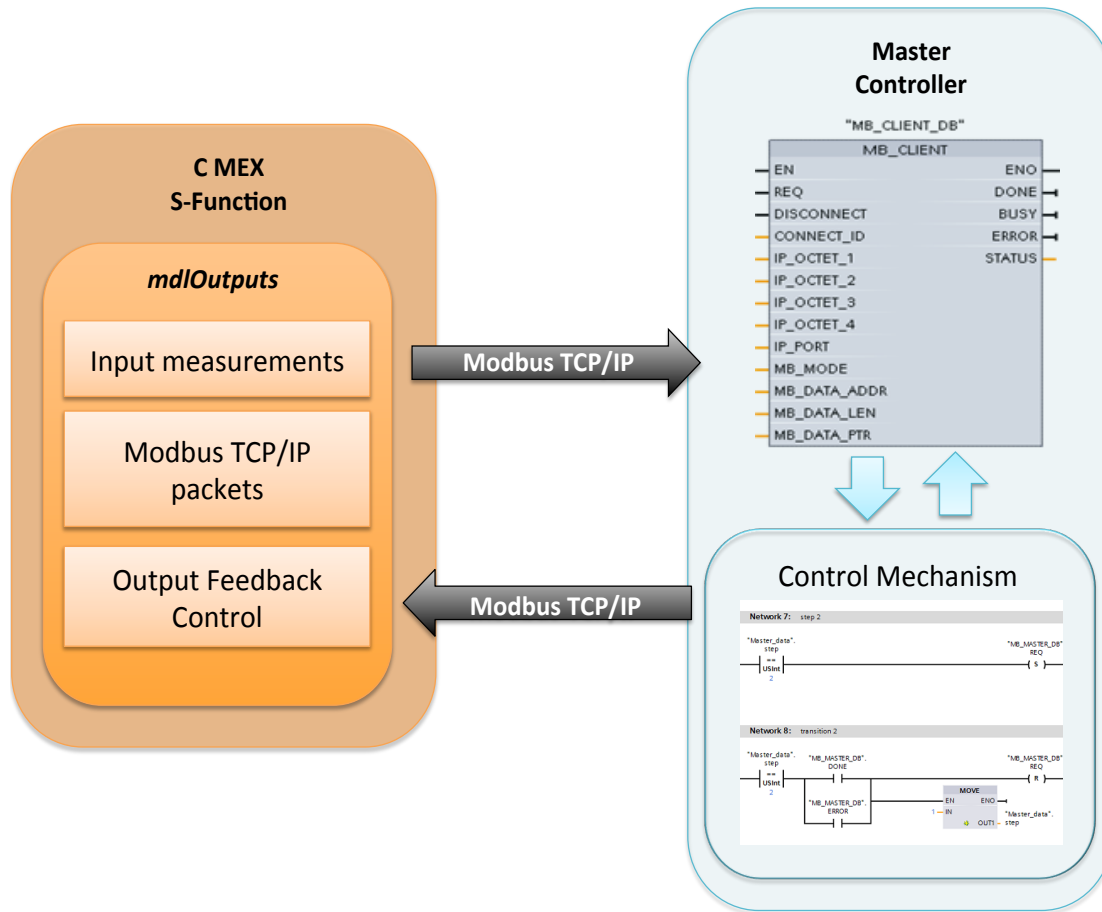 C MEX
S-Function
mdlOutputs
Input measurements
Modbus TCP/IP
packets
Output Feedback
Control
Modbus TCP/IP
Modbus TCP/IP
Master
Controller
"MB_CLIENT_DB"
MB_CLIENT
EN ENO
REQ DONE
DISCONNECT BUSY
CONNECT_ID ERROR
IP_OCTET_1 STATUS
IP_OCTET_2
IP_OCTET_3
IP_OCTET_4
IP_PORT
MB_MODE
MB_DATA_ADDR
MB_DATA_LEN
MB_DATA_PTR
Control Mechanism
Network 7: step 2
"Master_data".
step
==
USInt
2
"MB_MASTER_DB"
REQ
S
Network 8: transition 2
"Master_data".
step
==
USInt
2
"MB_MASTER_DB".
DONE
"MB_MASTER_DB".
ERROR
"MB_MASTER_DB"
REQ
R
MOVE
EN ENO
1 IN
OUT1
"Master_data".
step